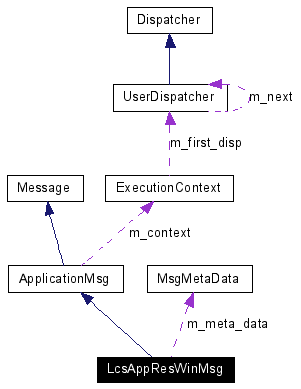 Dispatcher
UserDispatcher
m_next
m_first_disp
Message
ExecutionContext
m_context
ApplicationMsg
MsgMetaData
m_meta_data
LcsAppResWinMsg